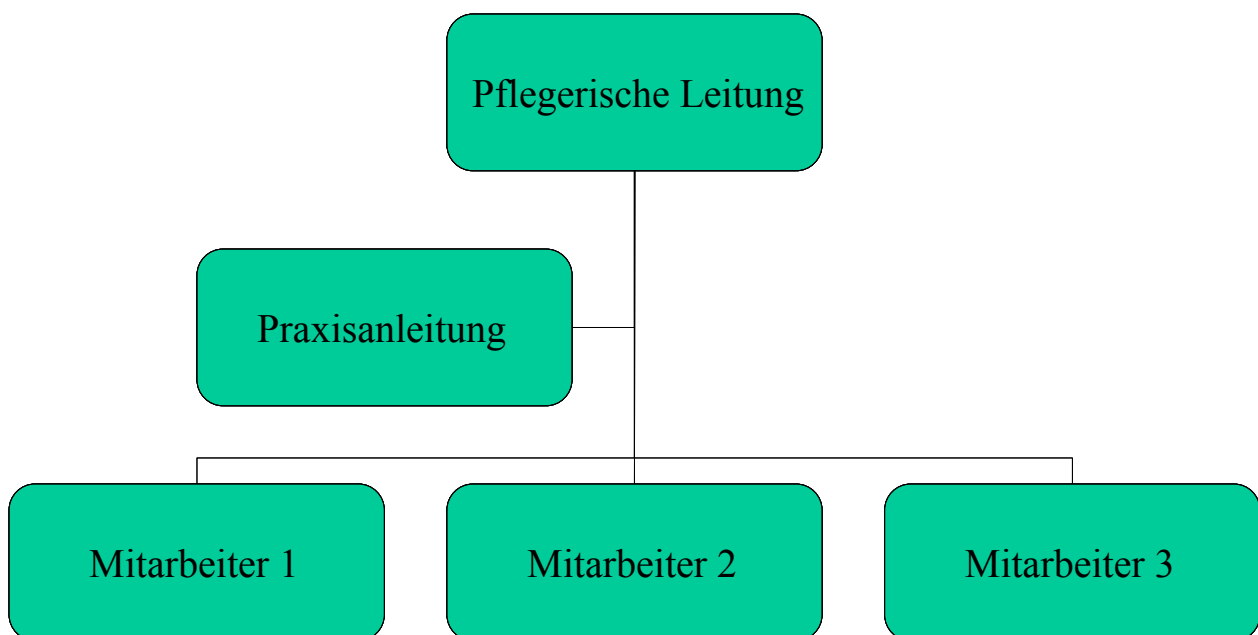 Pflegerische Leitung
Praxisanleitung
Mitarbeiter 1
Mitarbeiter 2
Mitarbeiter 3